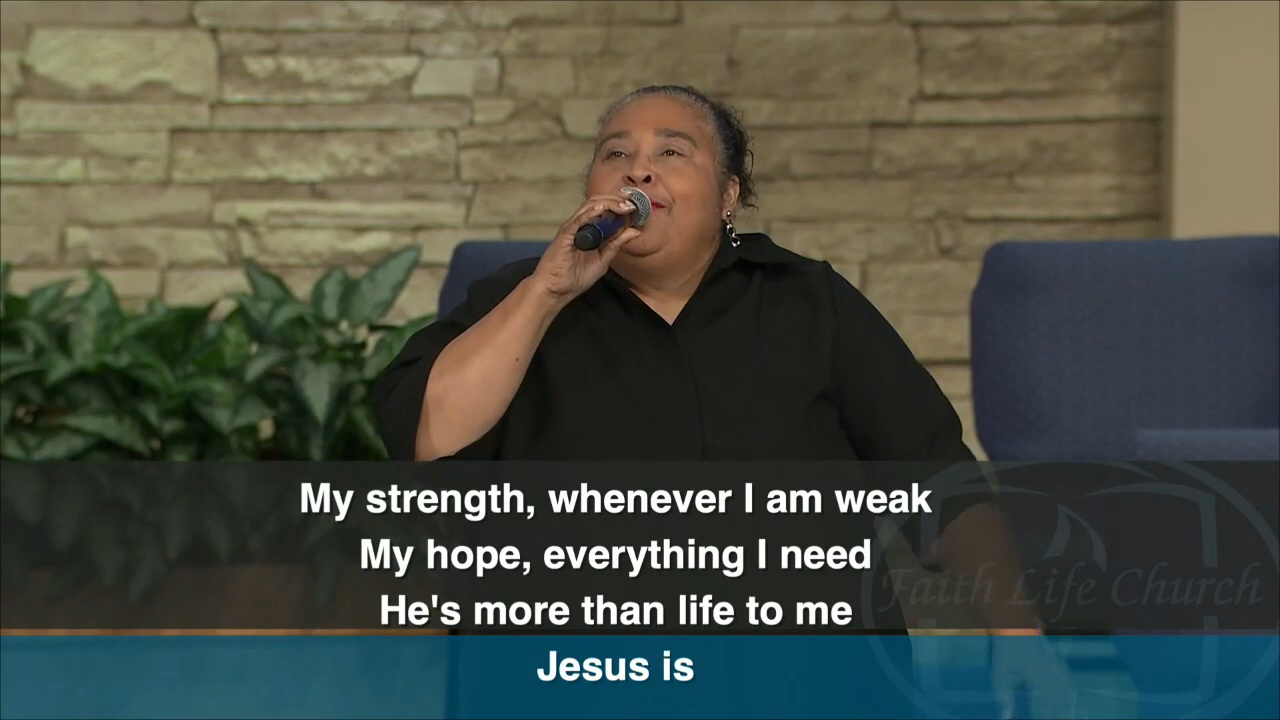 My strength, whenever I am weak
My hope, everything I need
He's more than life to me
Faith Life Church
Jesus is